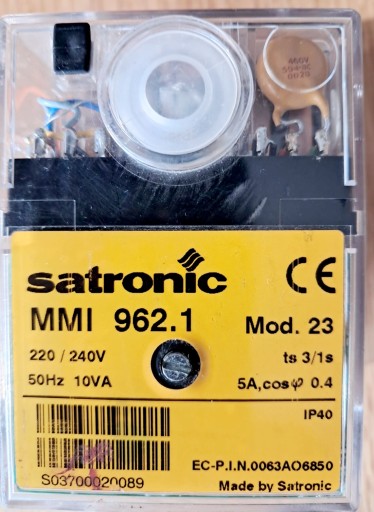 460V
satronic
CE
MMI 962.1
Mod. 23
220 / 240V
ts 3/1s
50Hz 10VA
5A,cosφ 0.4
IP40
EC-P.I.N.0063AO6850
S03700020089
Made by Satronic